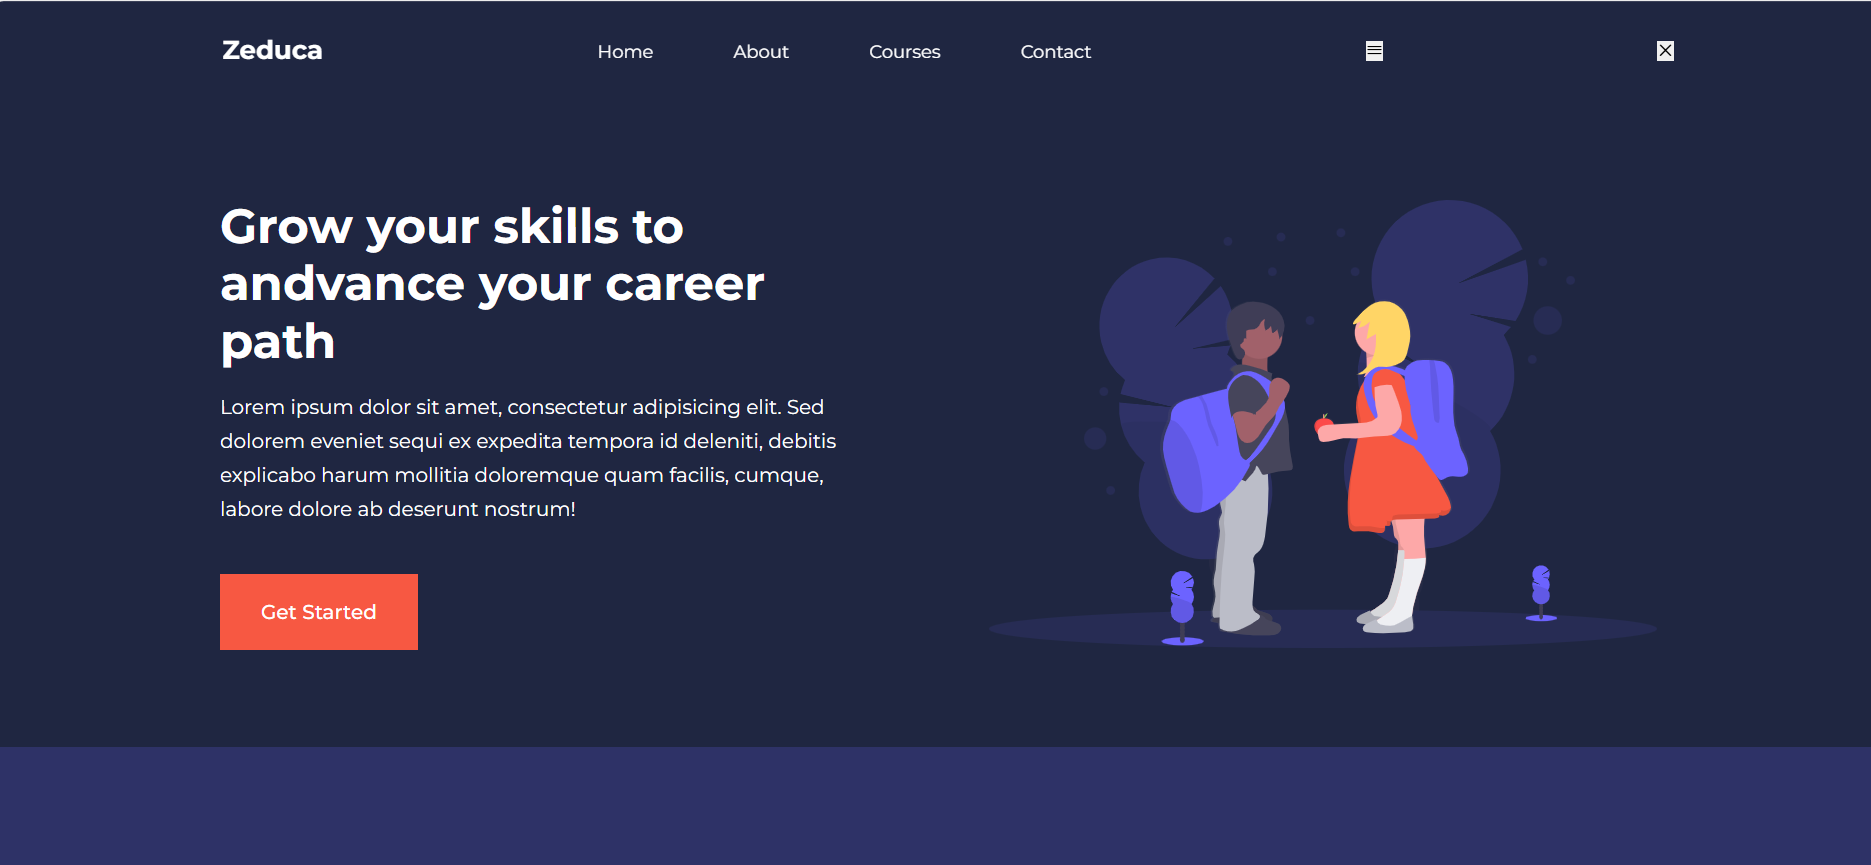 Zeduca Home About Courses Contact
Grow your skills to
andvance your career
path
Lorem ipsum dolor sit amet, consectetur adipisicing elit. Sed
dolorem eveniet sequi ex expedita tempora id deleniti, debitis
explicabo harum mollitia doloremque quam facilis, cumque,
labore dolore ab deserunt nostrum!
Get Started